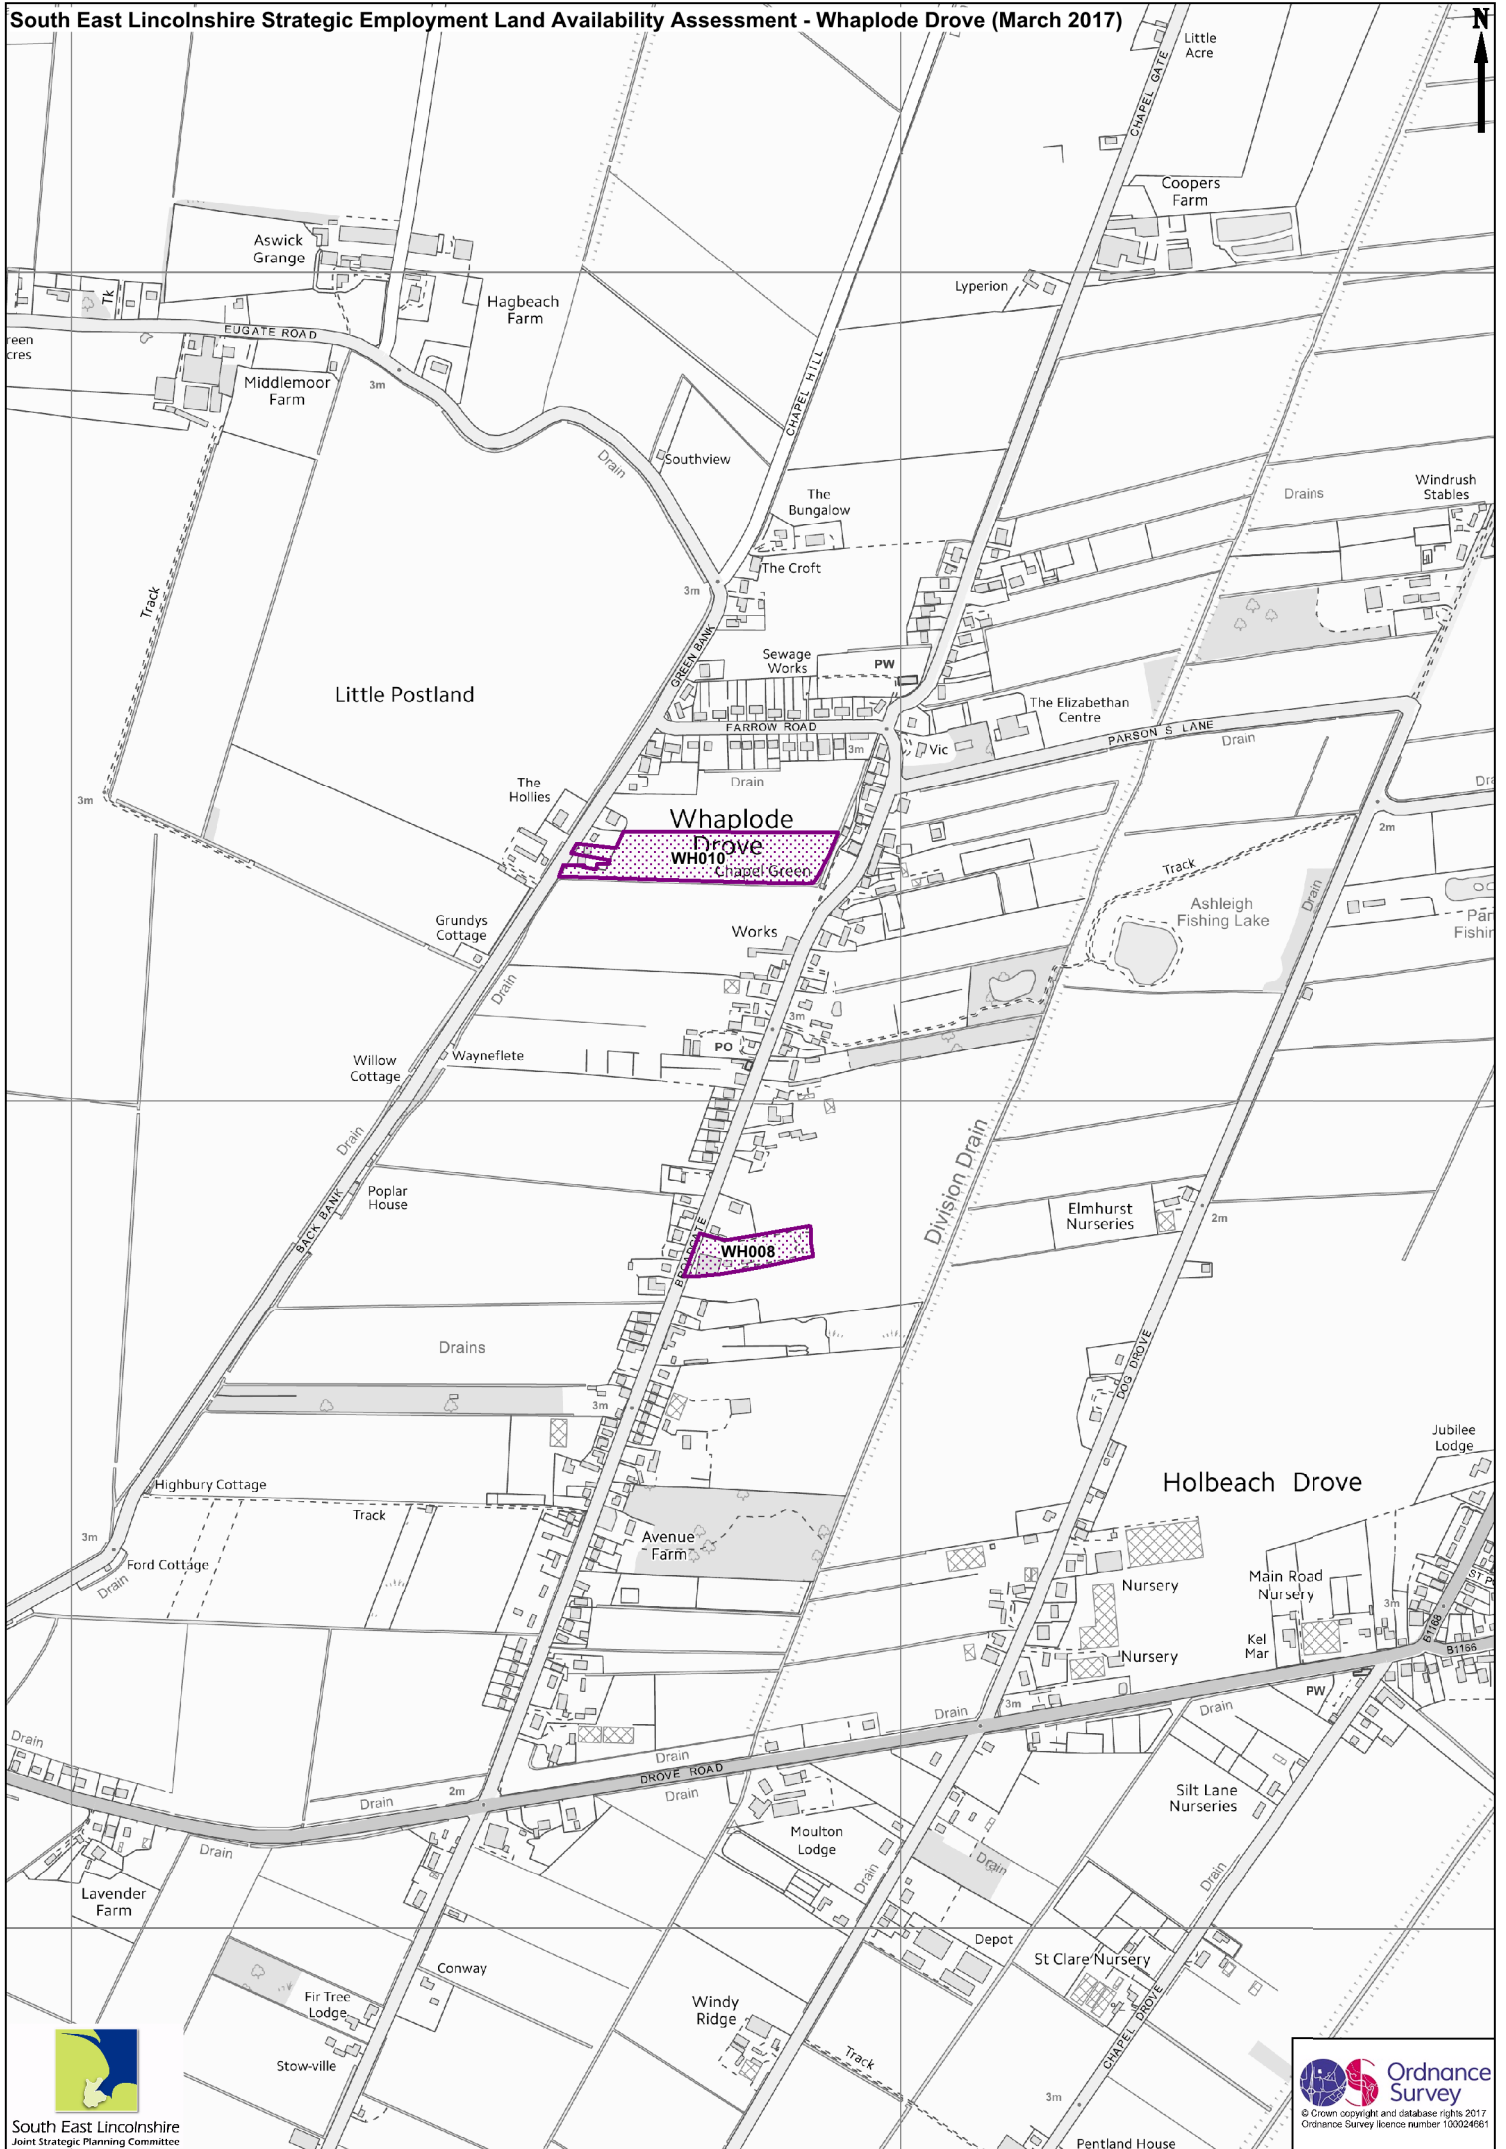 South East Lincolnshire Strategic Employment Land Availability Assessment - Whaplode Drove (March 2017)
N
Little
Acre
CHAPEL GATE
Coopers
Farm
Aswick
Grange
Lyperion
Tk
Hagbeach
Farm
EUGATE ROAD
reen
cres
Middlemoor
Farm
3m
CHAPEL HILL
Drain
Southview
The
Bungalow
Drains
Windrush
Stables
The Croft
3m
Track
GREEN BANK
Sewage
Works
PW
Little Postland
The Elizabethan
Centre
FARROW ROAD
3m
Vic
PARSON S LANE
Drain
Drain
The
Hollies
3m
Dra
2m
Whaplode
Drove
WH010
Chapel Green
Track
Drain
Ashleigh
Fishing Lake
Par
Fishin
Grundys
Cottage
Works
Drain
3m
PO
Willow
Cottage
Wayneflete
Drain
Division Drain
Poplar
House
BACK BANK
Elmhurst
Nurseries
2m
BROADGATE
WH008
Drains
DOG DROVE
3m
Jubilee
Lodge
Holbeach Drove
Highbury Cottage
Track
3m
Avenue
Farm
Ford Cottage
Drain
Nursery
Main Road
Nursery
3m
ST P
B1168
B1166
Kel
Mar
Nursery
PW
3m
Drain
Drain
Drain
Drain
DROVE ROAD
Drain
2m
Drain
Silt Lane
Nurseries
Drain
Moulton
Lodge
Drain
Drain
Drain
Lavender
Farm
Depot
St Clare Nursery
Conway
Fir Tree
Lodge
Windy
Ridge
CHAPEL DROVE
Track
Stow-ville
3m
Pentland House
South East Lincolnshire
Joint Strategic Planning Committee
Ordnance
Survey
© Crown copyright and database rights 2017
Ordnance Survey licence number 100024661